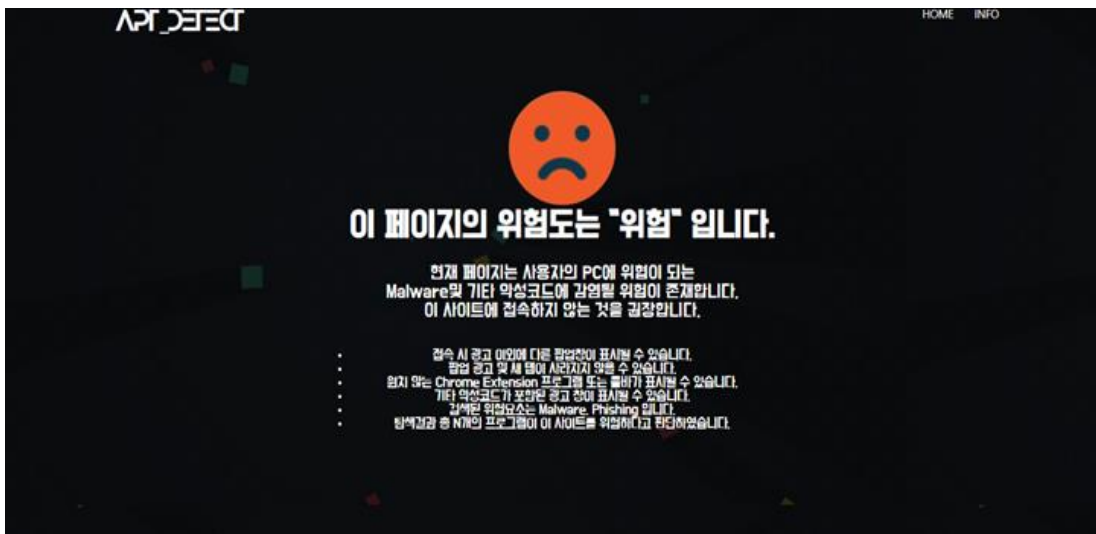 APT_DETECT
HOME INFO
이 페이지의 위험도는 "위험" 입니다.
현재 페이지는 사용자의 PC에 위협이 되는
Malware및 기타 악성코드에 감염될 위험이 존재합니다.
이 사이트에 접속하지 않는 것을 권장합니다.
• 접속 시 광고 이외에 다른 팝업창이 표시될 수 있습니다.
• 팝업 광고 및 새 탭이 사라지지 않을 수 있습니다.
• 원치 않는 Chrome Extension 프로그램 또는 툴바가 표시될 수 있습니다.
• 기타 악성코드가 포함된 광고 창이 표시될 수 있습니다.
• 검색된 위험요소는 Malware, Phishing 입니다.
• 탐색결과 총 N개의 프로그램이 이 사이트를 위험하다고 판단하였습니다.